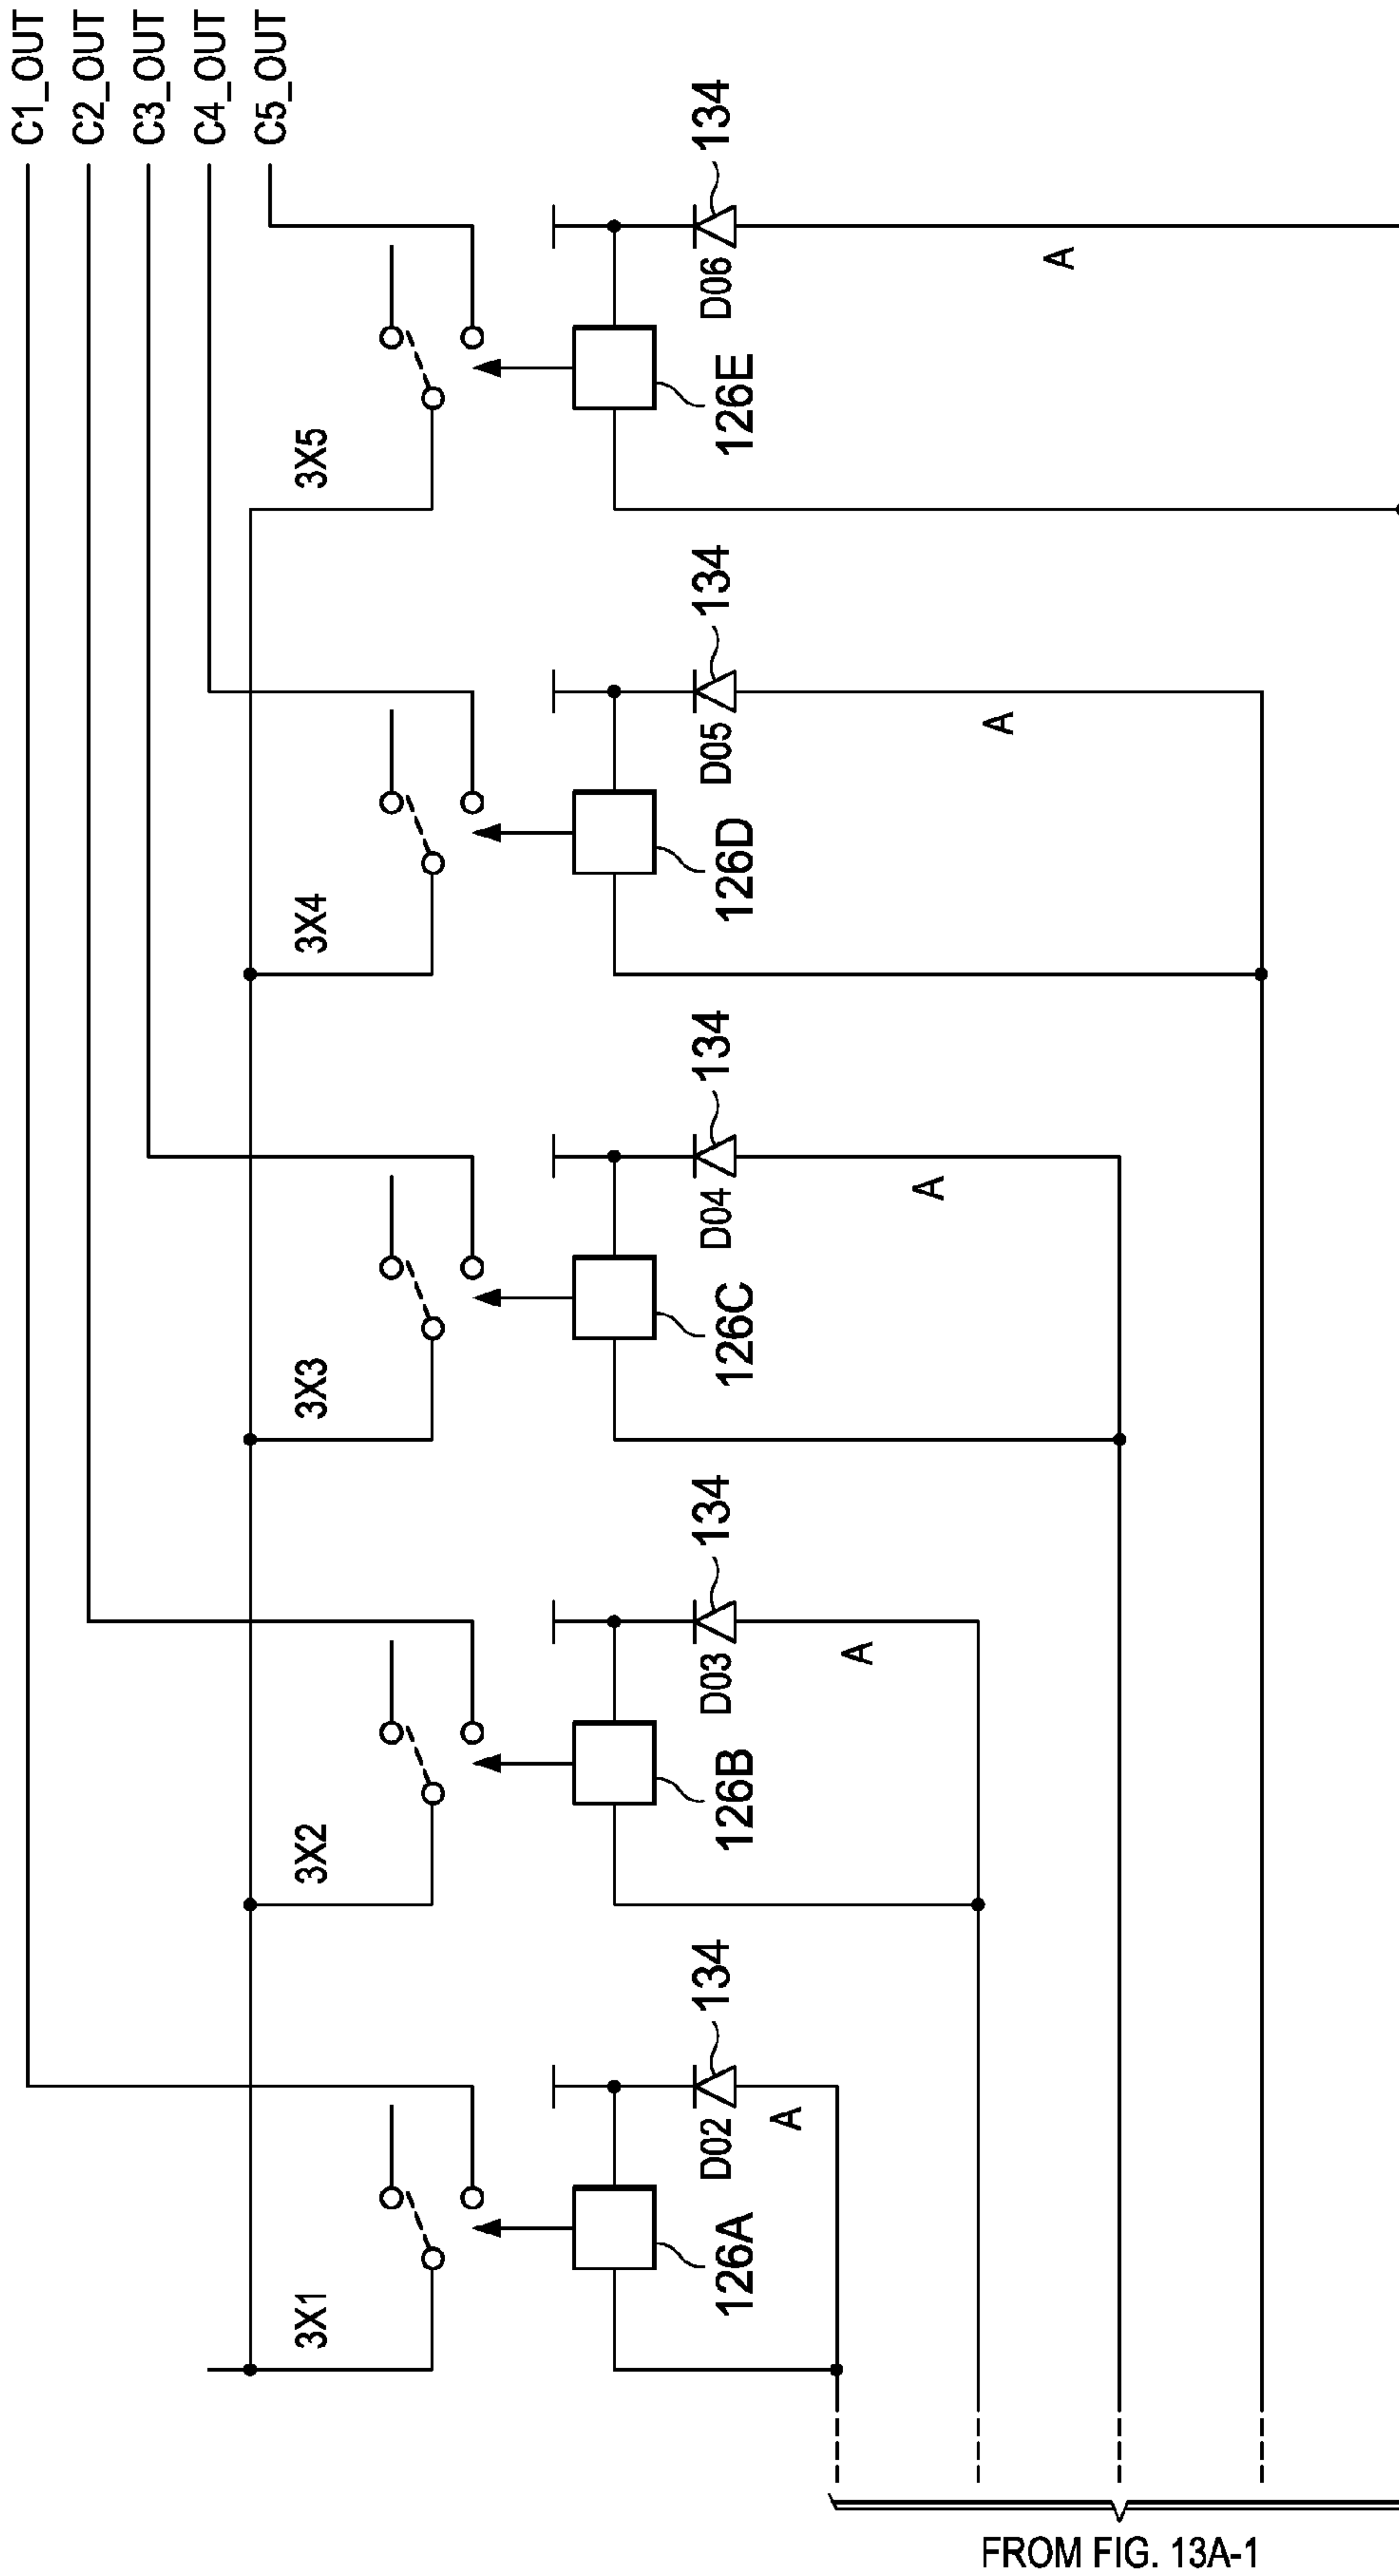 C1_OUT
C2_OUT
C3_OUT
C4_OUT
C5_OUT
3X1
3X2
3X3
3X4
3X5
126A
D02
134
126B
D03
134
126C
D04
134
126D
D05
134
126E
D06
134
A
A
A
A
A
FROM FIG. 13A-1